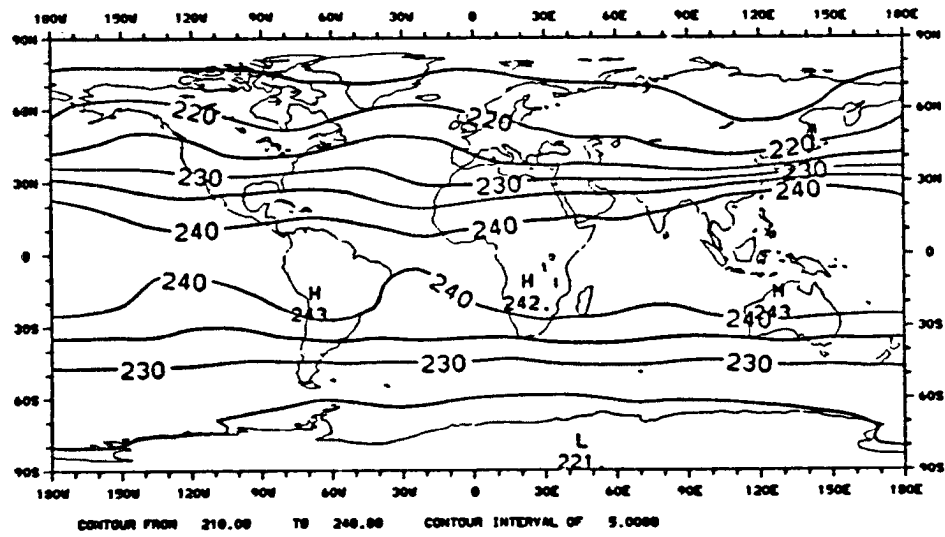 180W 150W 120W 90W 60W 30W 0 30E 60E 90E 120E 150E 180E
90N 90N
60N 220 220 60N
220
230 230
30N 230 240 30N
240 240
0 0
240 H 240 H H
243 242. 240 243
30S 30S
230 230 230
60S 60S
L
90S 221. 90S
180W 150W 120W 90W 60W 30W 0 30E 60E 90E 120E 150E 180E
CONTOUR FROM 210.00 TO 240.00 CONTOUR INTERVAL OF 5.0000